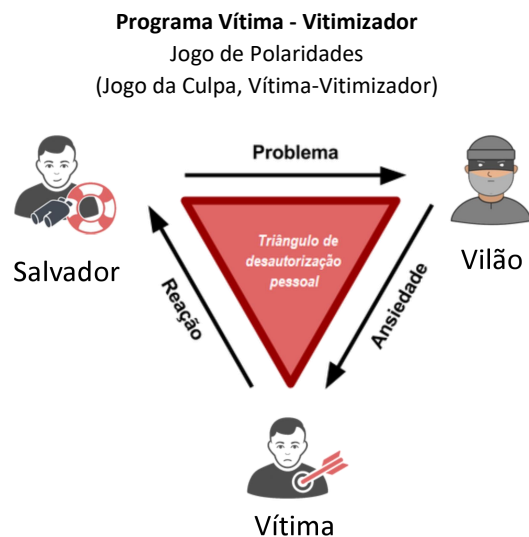 Programa Vítima - Vitimizador
Jogo de Polaridades
(Jogo da Culpa, Vítima-Vitimizador)
Problema
Salvador
Vilão
Triângulo de
desautorização
pessoal
Reação
Ansiedade
Vítima